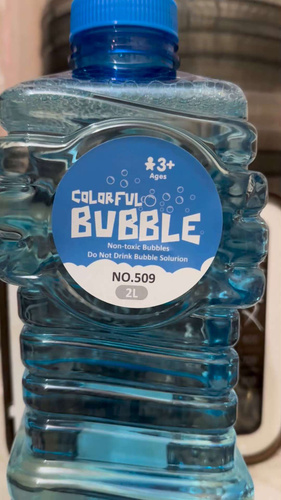 3+
Ages
COLORFUL
BUBBLE
Non-toxic Bubbles
Do Not Drink Bubble Solurion
NO.509
2L